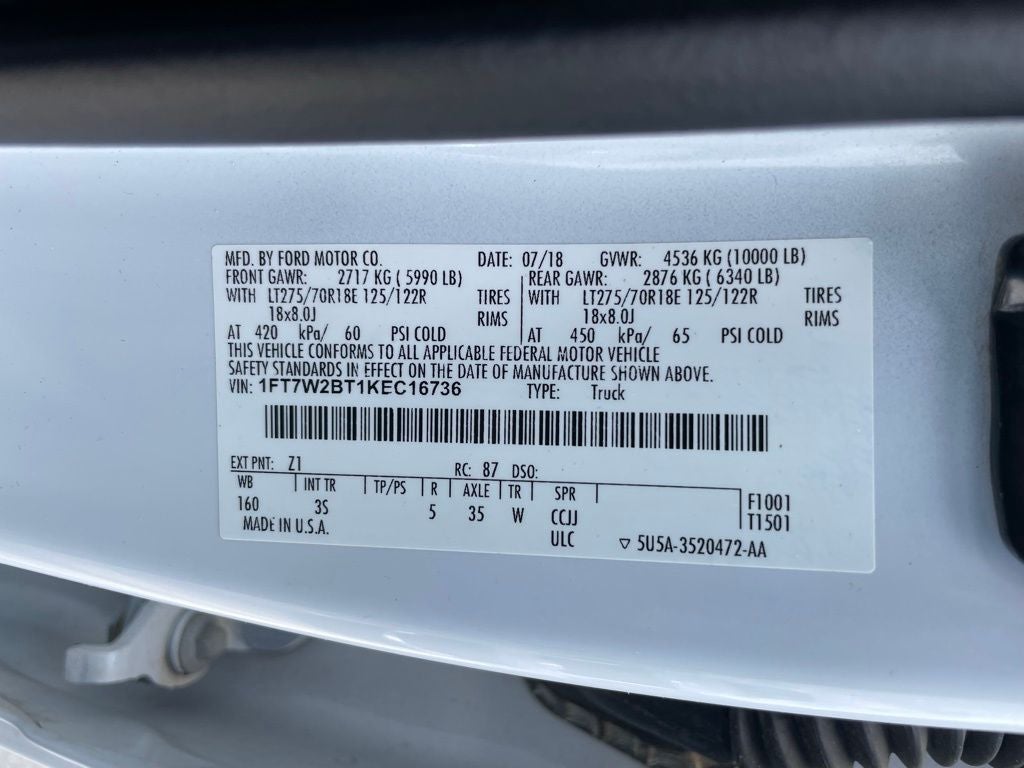 MFD. BY FORD MOTOR CO. DATE: 07/18 GVWR: 4536 KG (10000 LB)
FRONT GAWR: 2717 KG ( 5990 LB) REAR GAWR: 2876 KG ( 6340 LB)
WITH LT275/70R18E 125/122R TIRES WITH LT275/70R18E 125/122R TIRES
18x8.0J RIMS 18x8.0J RIMS
AT 420 kPa/ 60 PSI COLD AT 450 kPa/ 65 PSI COLD
THIS VEHICLE CONFORMS TO ALL APPLICABLE FEDERAL MOTOR VEHICLE
SAFETY STANDARDS IN EFFECT ON THE DATE OF MANUFACTURE SHOWN ABOVE.
VIN: 1FT7W2BT1KEC16736 TYPE: Truck
EXT PNT: Z1 RC: 87 DSO:
WB INT TR TP/PS R AXLE TR SPR F1001
160 3S 5 35 W CCJJ T1501
MADE IN U.S.A. ULC ▽ 5U5A-3520472-AA